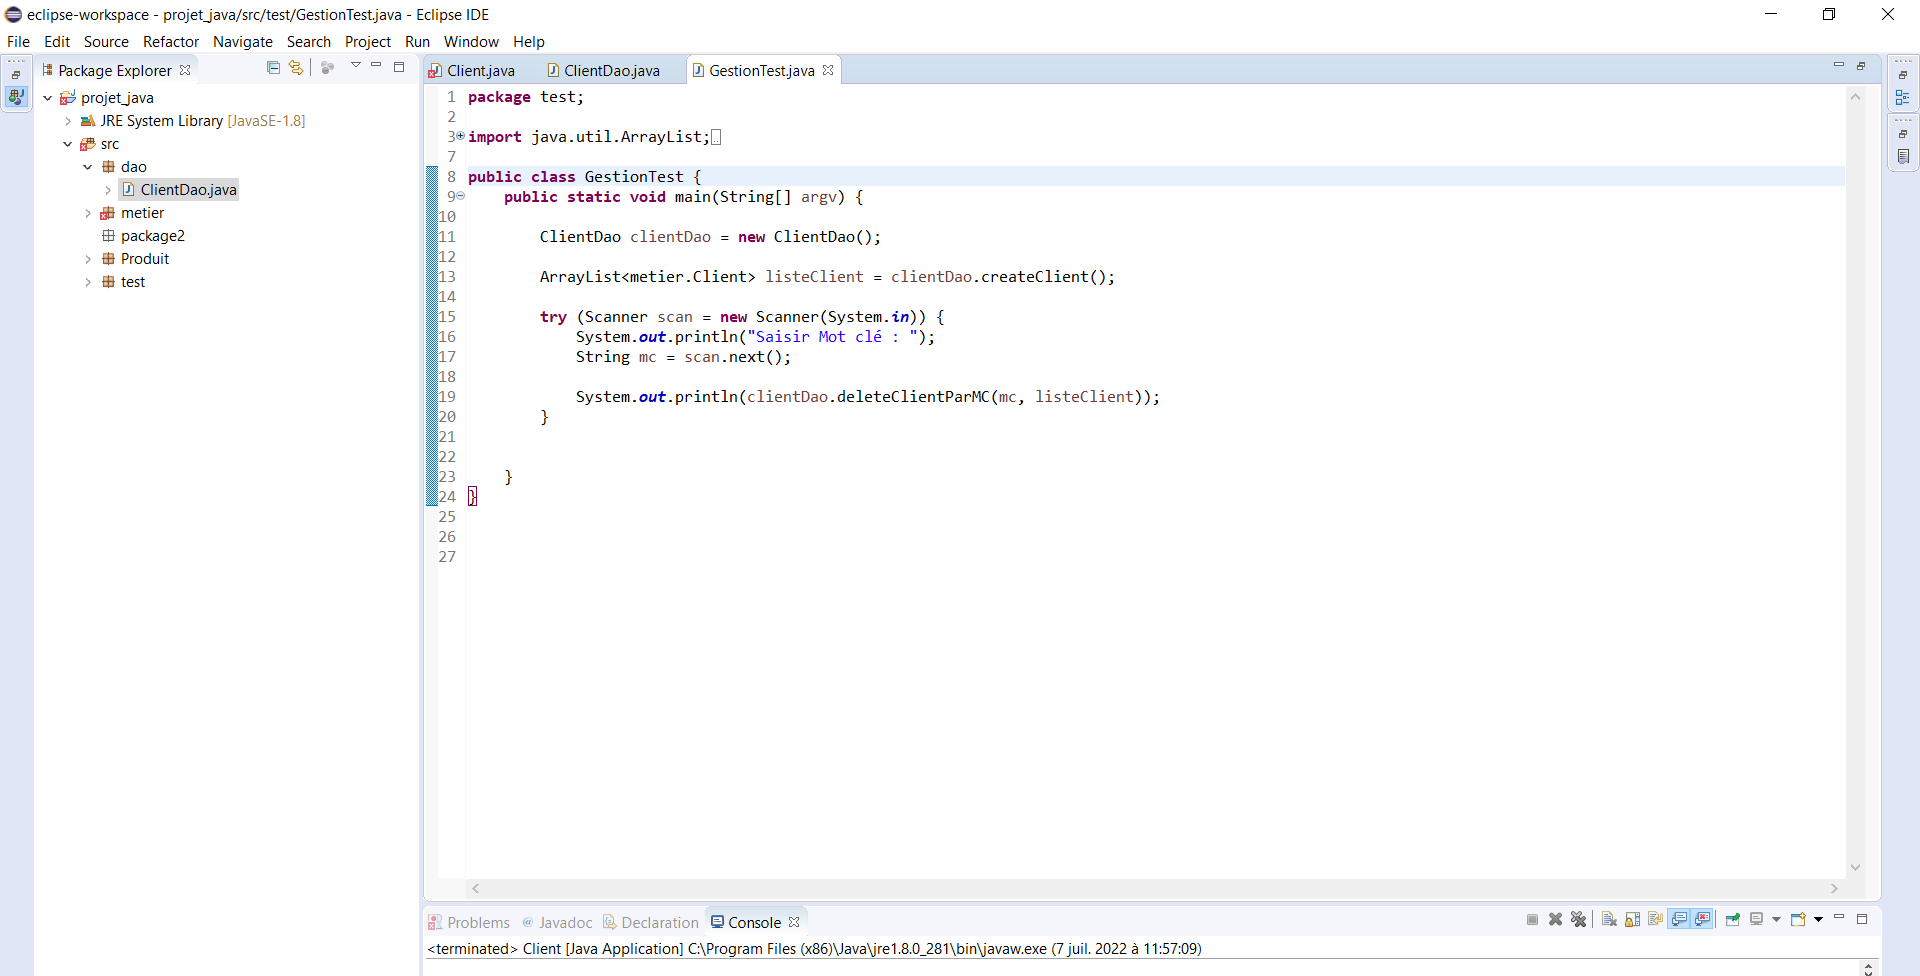 eclipse-workspace - projet_java/src/test/GestionTest.java - Eclipse IDE
File Edit Source Refactor Navigate Search Project Run Window Help
Package Explorer
projet_java
JRE System Library [JavaSE-1.8]
src
dao
ClientDao.java
metier
package2
Produit
test
Client.java ClientDao.java GestionTest.java
1 package test;
2
3 import java.util.ArrayList;
7
8 public class GestionTest {
9 public static void main(String[] argv) {
10
11 ClientDao clientDao = new ClientDao();
12
13 ArrayList<metier.Client> listeClient = clientDao.createClient();
14
15 try (Scanner scan = new Scanner(System.in)) {
16 System.out.println("Saisir Mot clé : ");
17 String mc = scan.next();
18
19 System.out.println(clientDao.deleteClientParMC(mc, listeClient));
20 }
21
22
23 }
24 }
25
26
27
Problems Javadoc Declaration Console
<terminated> Client [Java Application] C:\Program Files (x86)\Java\jre1.8.0_281\bin\javaw.exe (7 juil. 2022 à 11:57:09)